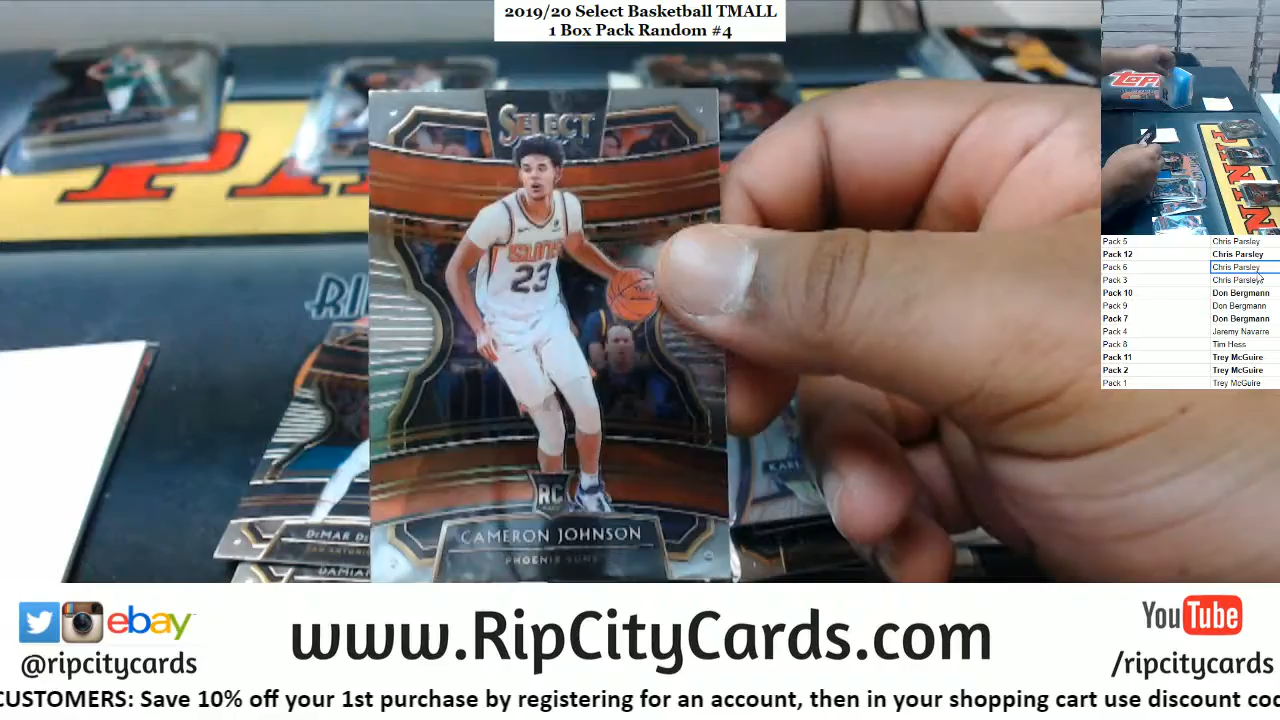 2019/20 Select Basketball TMALL
1 Box Pack Random #4
SELECT
SUNS
23
RC
CAMERON JOHNSON
PHOENIX SUNS
DAMIAN
Pack 5 Chris Parsley
Pack 12 Chris Parsley
Pack 6 Chris Parsley
Pack 3 Chris Parsley
Pack 10 Don Bergmann
Pack 9 Don Bergmann
Pack 7 Don Bergmann
Pack 4 Jeremy Navarre
Pack 8 Tim Hess
Pack 11 Trey McGuire
Pack 2 Trey McGuire
Pack 1 Trey McGuire
ebay
@ripcitycards
www.RipCityCards.com
YouTube
/ripcitycards
CUSTOMERS: Save 10% off your 1st purchase by registering for an account, then in your shopping cart use discount cod